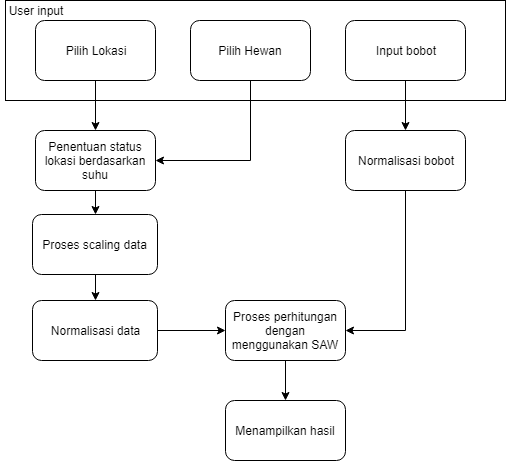 User input
Pilih Lokasi
Pilih Hewan
Input bobot
Penentuan status
lokasi berdasarkan
suhu
Normalisasi bobot
Proses scaling data
Normalisasi data
Proses perhitungan
dengan
menggunakan SAW
Menampilkan hasil